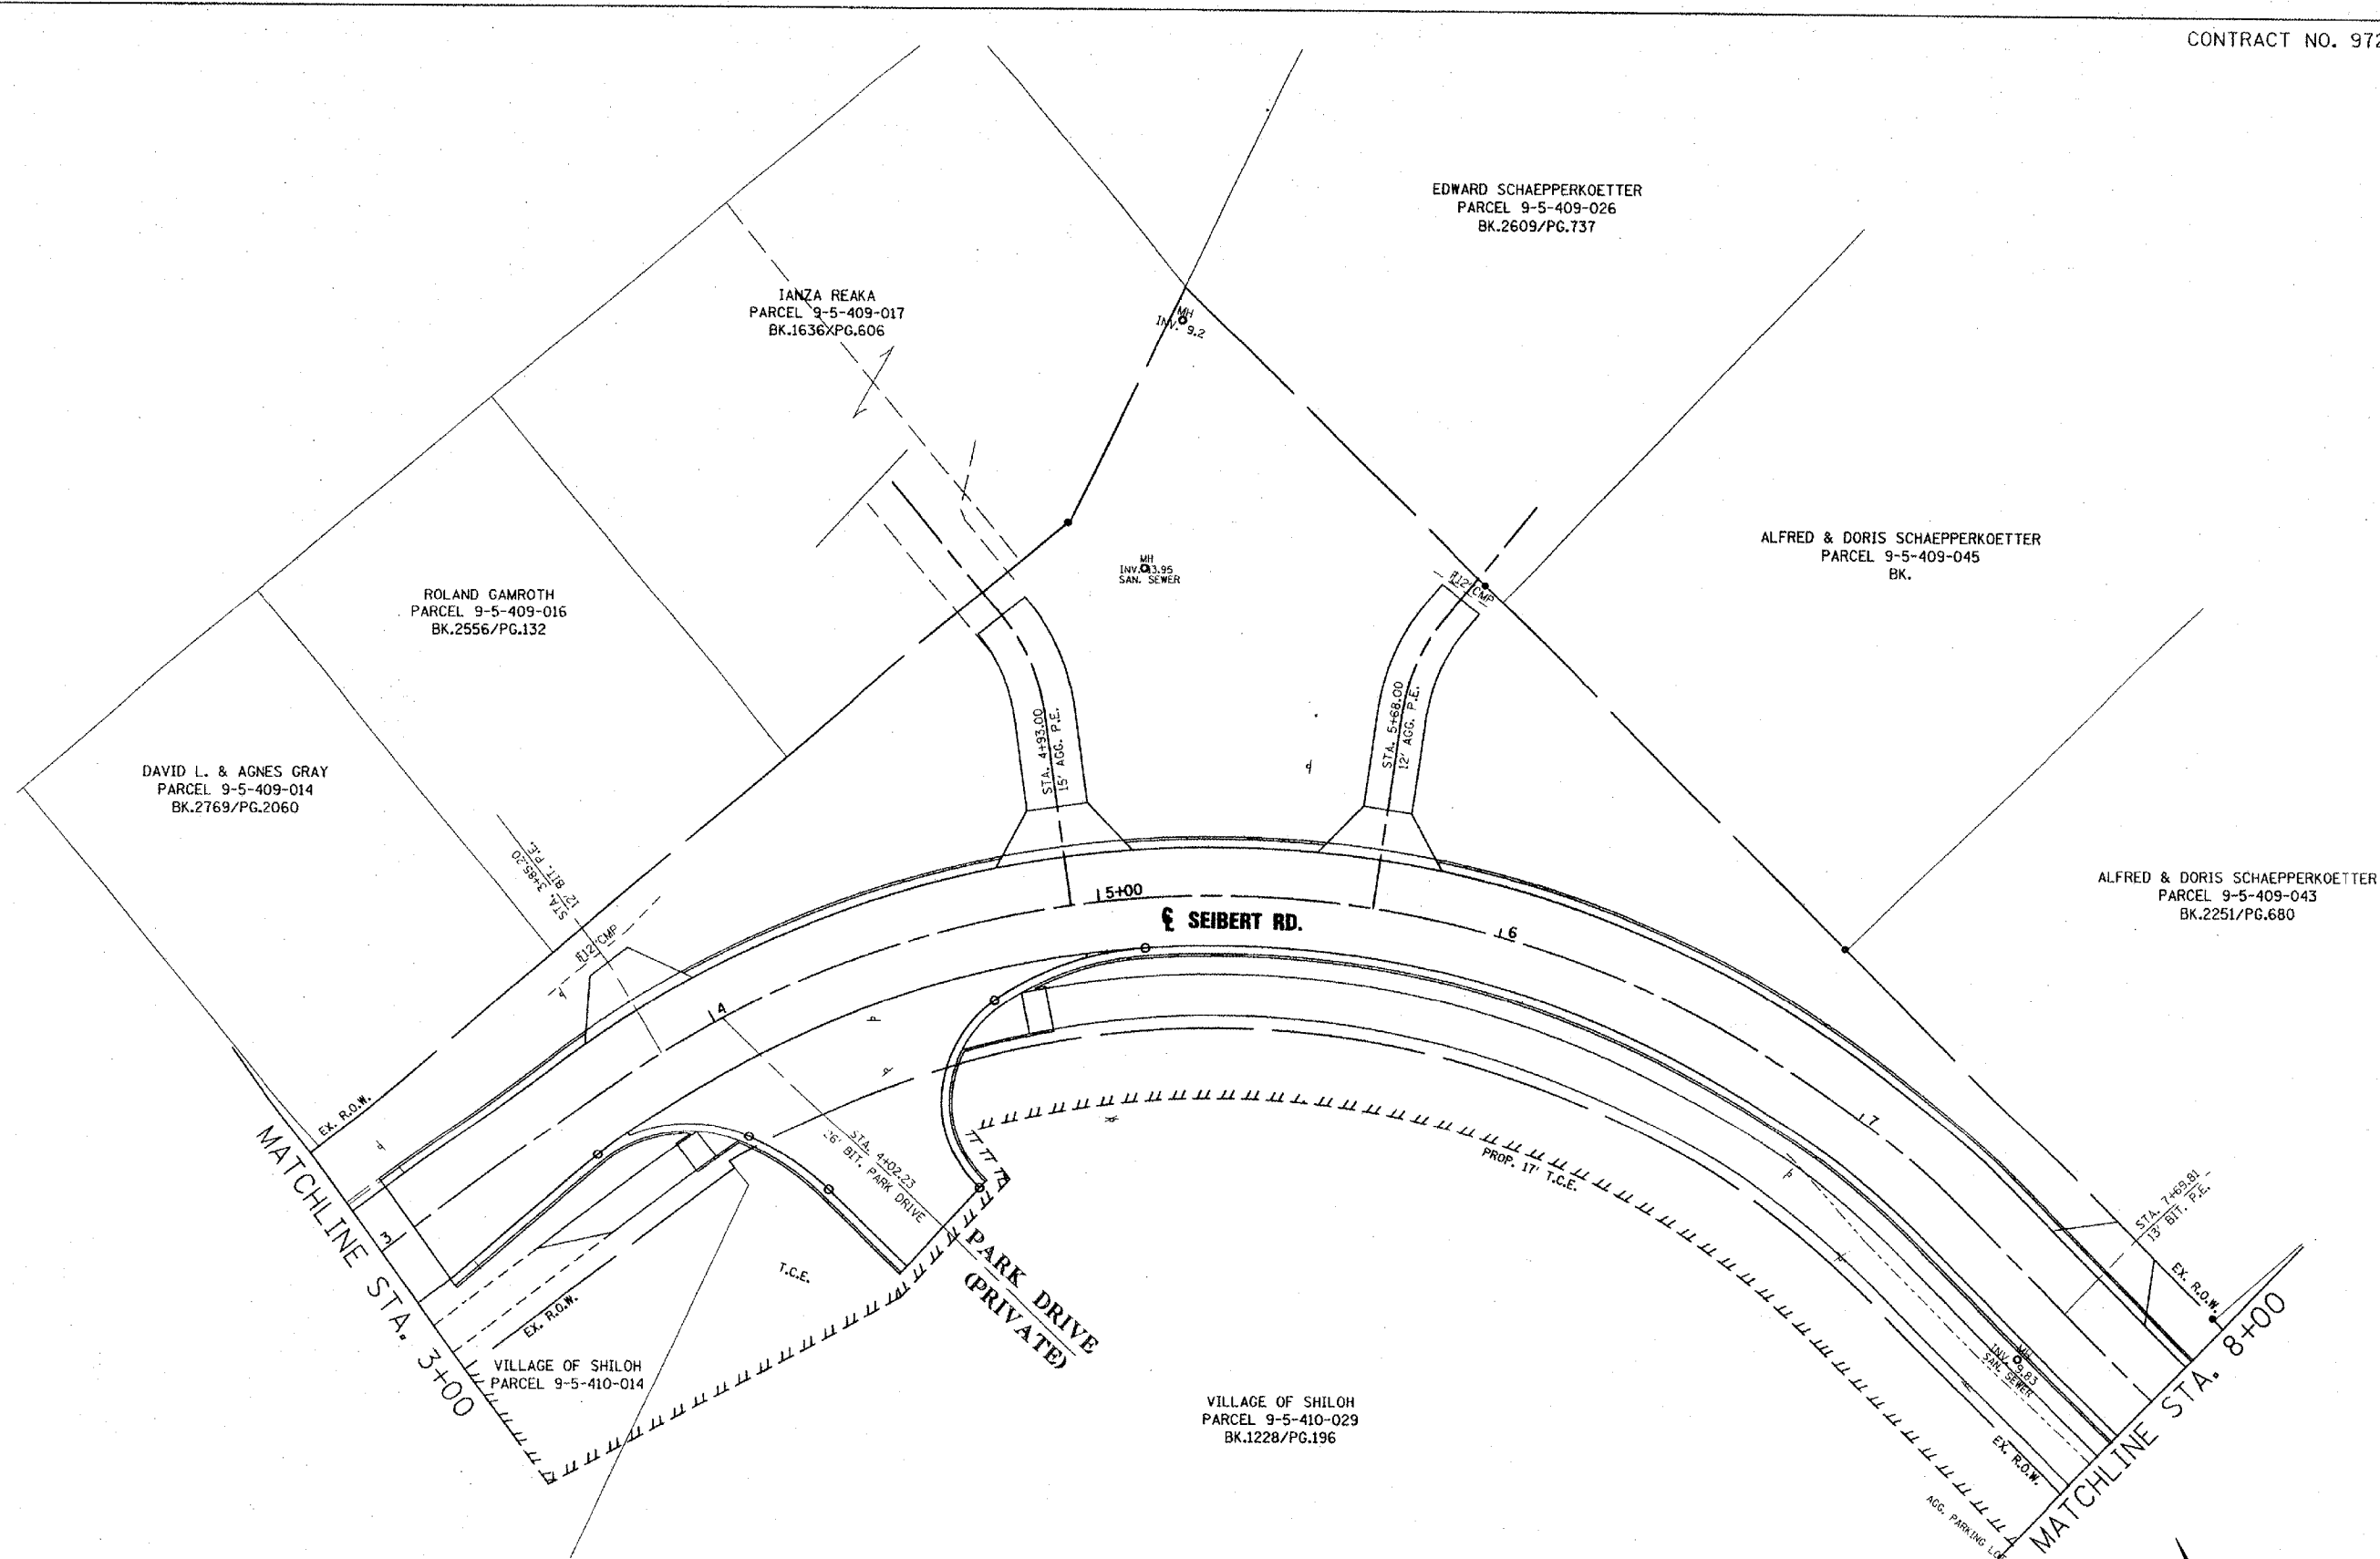 CONTRACT NO. 972
EDWARD SCHAEPPERKOETTER
PARCEL 9-5-409-026
BK.2609/PG.737
IANZA REAKA
PARCEL 9-5-409-017
BK.1636/PG.606
MH
INV. 9.2
ALFRED & DORIS SCHAEPPERKOETTER
PARCEL 9-5-409-045
BK.
MH
SAN. SEWER
12" CMP
ROLAND GAMROTH
PARCEL 9-5-409-016
BK.2556/PG.132
STA. 4+93.00
15' AGG. P.E.
STA. 5+68.00
12' AGG. P.E.
DAVID L. & AGNES GRAY
PARCEL 9-5-409-014
BK.2769/PG.2060
STA. 3+85.20
12' BIT. P.E.
12" CMP
ALFRED & DORIS SCHAEPPERKOETTER
PARCEL 9-5-409-043
BK.2251/PG.680
5+00
℄ SEIBERT RD.
6
4
7
3
EX. R.O.W.
MATCHLINE STA. 3+00
STA. 4+02.23
26' BIT. PARK DRIVE
PROP. 17' T.C.E.
STA. 7+69.81
13' BIT. P.E.
PARK DRIVE
(PRIVATE)
T.C.E.
EX. R.O.W.
EX. R.O.W.
VILLAGE OF SHILOH
PARCEL 9-5-410-014
MH
INV. 9.83
SAN. SEWER
VILLAGE OF SHILOH
PARCEL 9-5-410-029
BK.1228/PG.196
EX. R.O.W.
MATCHLINE STA. 8+00
AGG. PARKING LOT